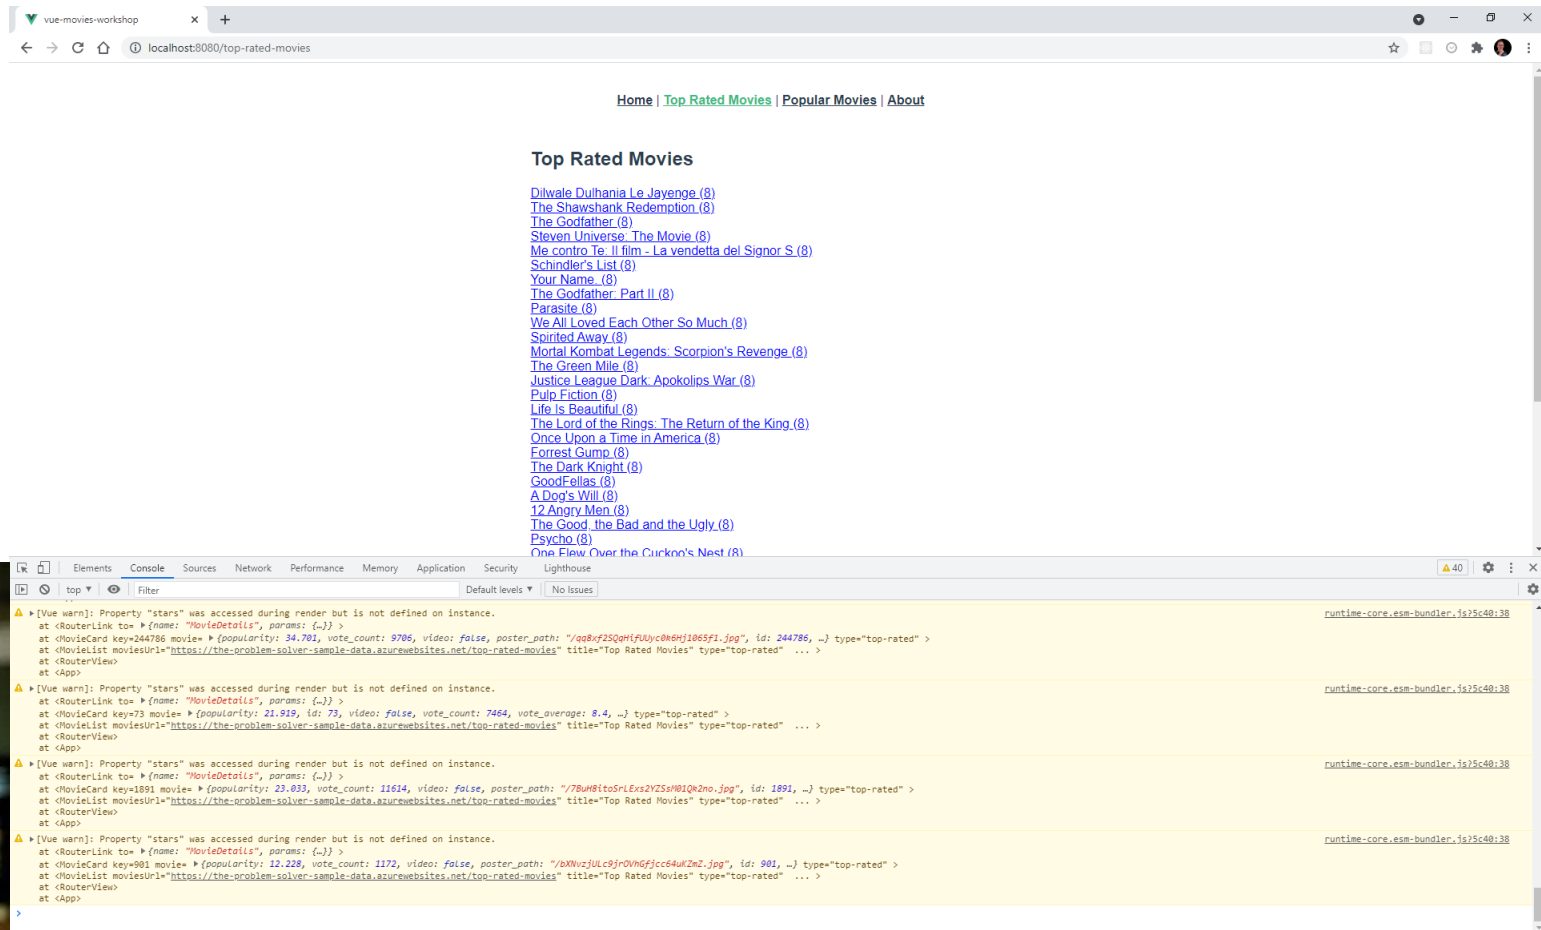 vue-movies-workshop
localhost:8080/top-rated-movies
Home | Top Rated Movies | Popular Movies | About
Top Rated Movies
Dilwale Dulhania Le Jayenge (8)
The Shawshank Redemption (8)
The Godfather (8)
Steven Universe: The Movie (8)
Me contro Te: Il film - La vendetta del Signor S (8)
Schindler's List (8)
Your Name. (8)
The Godfather: Part II (8)
Parasite (8)
We All Loved Each Other So Much (8)
Spirited Away (8)
Mortal Kombat Legends: Scorpion's Revenge (8)
The Green Mile (8)
Justice League Dark: Apokolips War (8)
Pulp Fiction (8)
Life Is Beautiful (8)
The Lord of the Rings: The Return of the King (8)
Once Upon a Time in America (8)
Forrest Gump (8)
The Dark Knight (8)
GoodFellas (8)
A Dog's Will (8)
12 Angry Men (8)
The Good, the Bad and the Ugly (8)
Psycho (8)
One Flew Over the Cuckoo's Nest (8)
Elements Console Sources Network Performance Memory Application Security Lighthouse 40
top Filter Default levels No Issues
[Vue warn]: Property "stars" was accessed during render but is not defined on instance. runtime-core.esm-bundler.js?5c40:38
at <RouterLink to= {name: "MovieDetails", params: {…}} >
at <MovieCard key=244786 movie= {popularity: 34.701, vote_count: 9706, video: false, poster_path: "/qq8xf2SQqHifUUyc0k6Hj1065f1.jpg", id: 244786, …} type="top-rated" >
at <MovieList moviesUrl="https://the-problem-solver-sample-data.azurewebsites.net/top-rated-movies" title="Top Rated Movies" type="top-rated" ... >
at <RouterView>
at <App>
[Vue warn]: Property "stars" was accessed during render but is not defined on instance. runtime-core.esm-bundler.js?5c40:38
at <RouterLink to= {name: "MovieDetails", params: {…}} >
at <MovieCard key=73 movie= {popularity: 21.919, id: 73, video: false, vote_count: 7464, vote_average: 8.4, …} type="top-rated" >
at <MovieList moviesUrl="https://the-problem-solver-sample-data.azurewebsites.net/top-rated-movies" title="Top Rated Movies" type="top-rated" ... >
at <RouterView>
at <App>
[Vue warn]: Property "stars" was accessed during render but is not defined on instance. runtime-core.esm-bundler.js?5c40:38
at <RouterLink to= {name: "MovieDetails", params: {…}} >
at <MovieCard key=1891 movie= {popularity: 23.033, vote_count: 11614, video: false, poster_path: "/7BuH8itoSrLExs2YZSsM01Qk2no.jpg", id: 1891, …} type="top-rated" >
at <MovieList moviesUrl="https://the-problem-solver-sample-data.azurewebsites.net/top-rated-movies" title="Top Rated Movies" type="top-rated" ... >
at <RouterView>
at <App>
[Vue warn]: Property "stars" was accessed during render but is not defined on instance. runtime-core.esm-bundler.js?5c40:38
at <RouterLink to= {name: "MovieDetails", params: {…}} >
at <MovieCard key=901 movie= {popularity: 12.228, vote_count: 1172, video: false, poster_path: "/bXNvzjULc9jrOVhGfjcc64uKZmZ.jpg", id: 901, …} type="top-rated" >
at <MovieList moviesUrl="https://the-problem-solver-sample-data.azurewebsites.net/top-rated-movies" title="Top Rated Movies" type="top-rated" ... >
at <RouterView>
at <App>